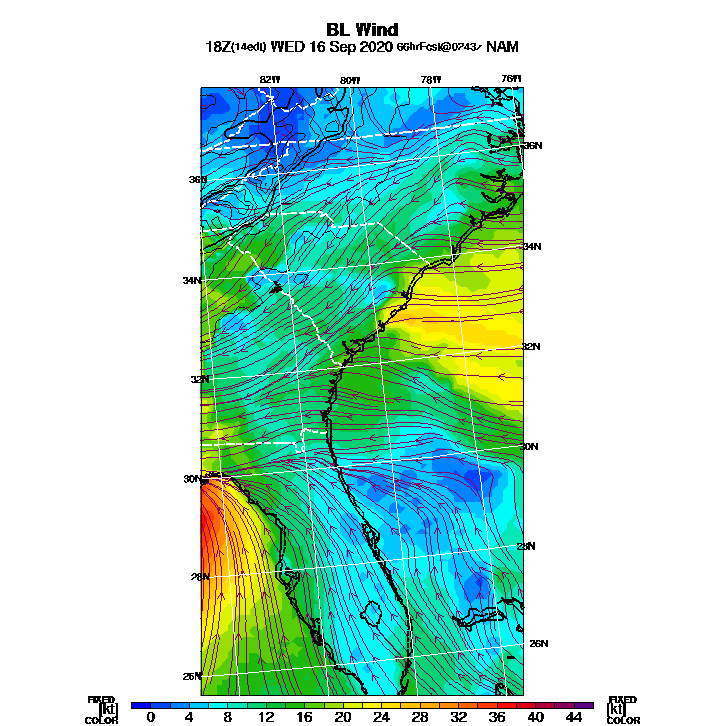 BL Wind
18Z(14edt) WED 16 Sep 2020 66hrFcst@0243z NAM
82W 80W 78W 76W
36N
36N
34N
34N
32N
32N
30N
30N
28N
28N
26N
26N
FIXED FIXED
[kt] 0 4 8 12 16 20 24 28 32 36 40 44 [kt]
COLOR COLOR